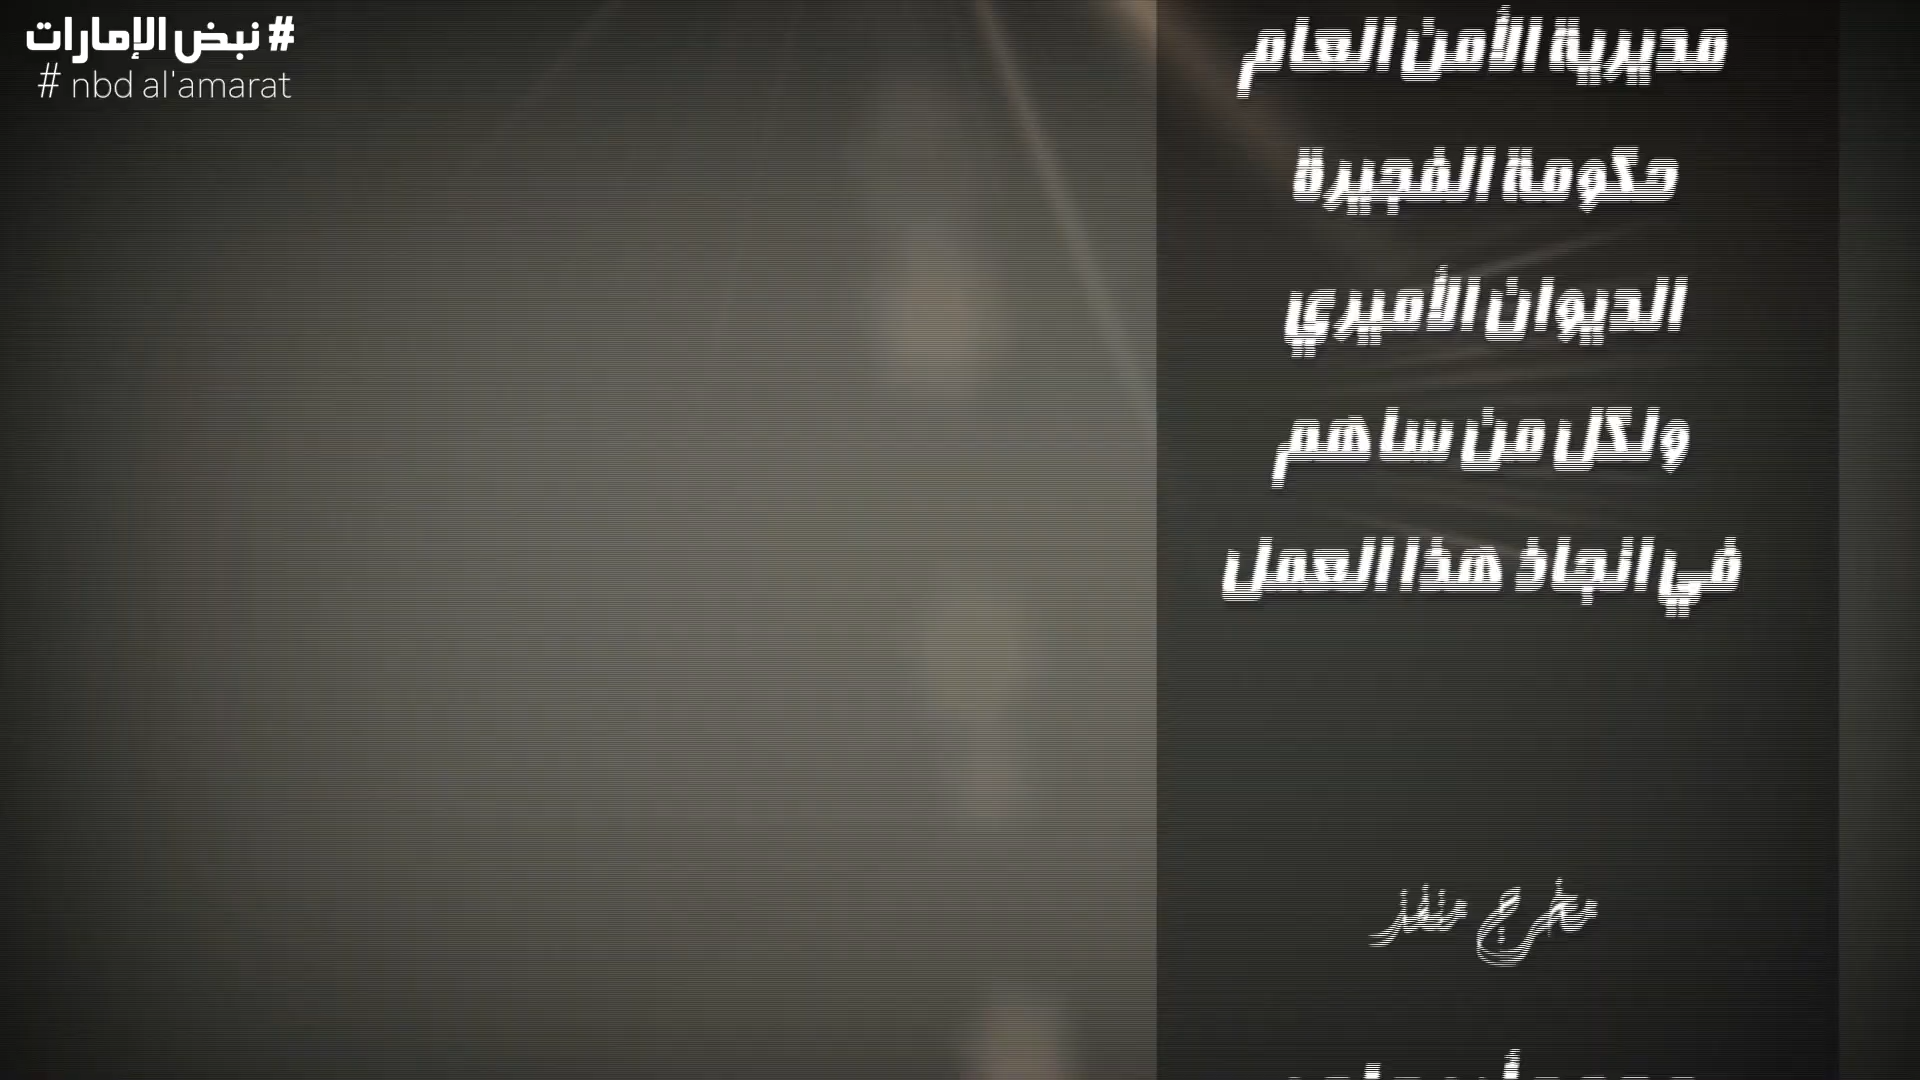 # نبض الإمارات
# nbd al'amarat
مديرية الأمن العام
حكومة الفجيرة
الديوان الأميري
ولكل من ساهم
في انجاذ هذا العمل
مخرج منفذ